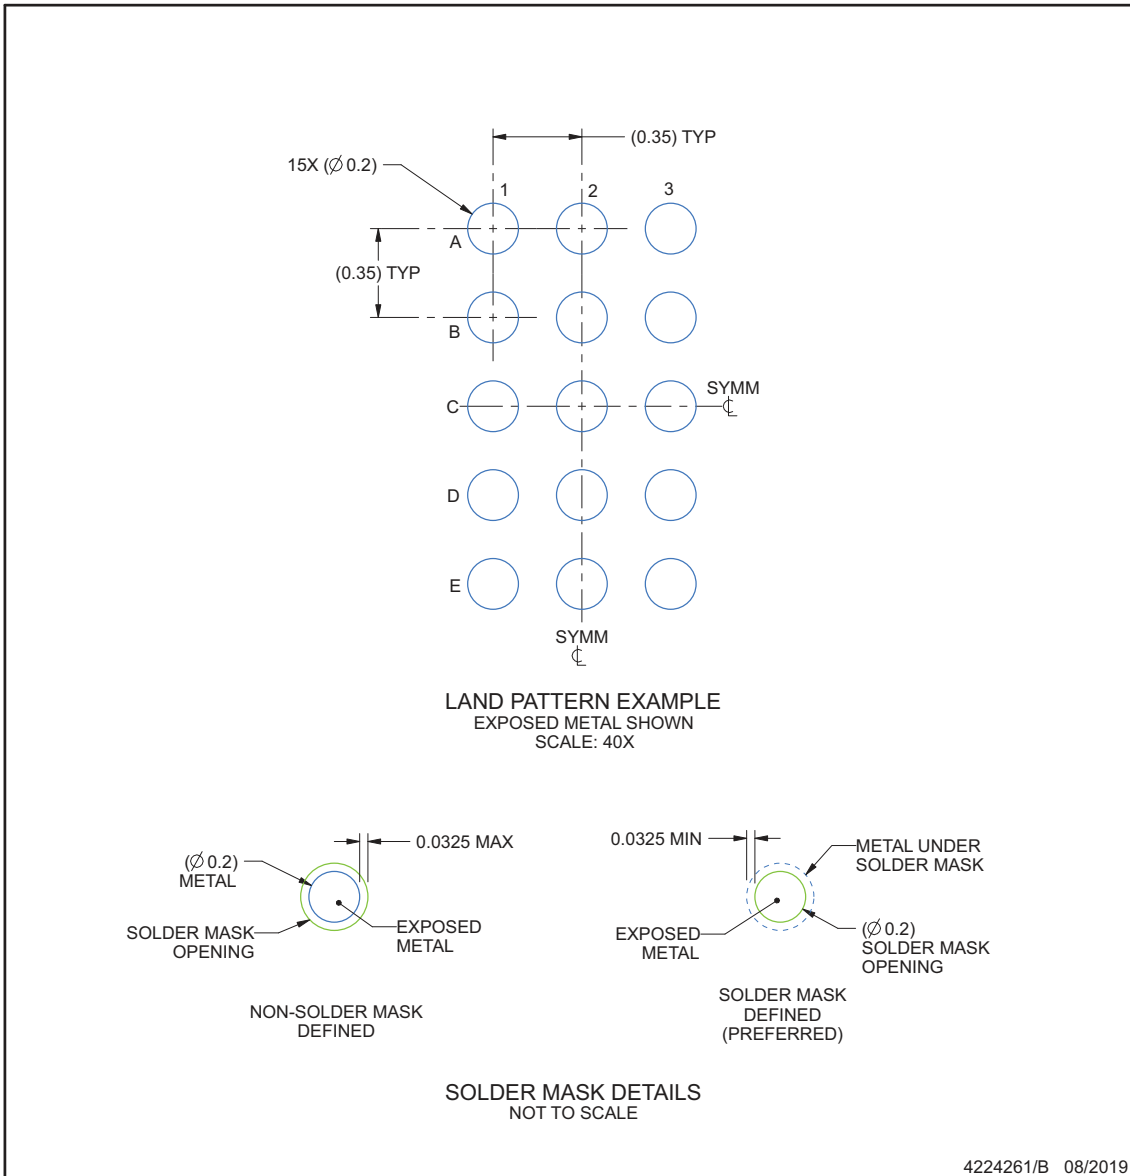 (0.35) TYP
15X (∅ 0.2)
1
2
3
A
(0.35) TYP
B
SYMM
C
℄
D
E
SYMM
℄
LAND PATTERN EXAMPLE
EXPOSED METAL SHOWN
SCALE: 40X
0.0325 MAX
(∅ 0.2)
METAL
SOLDER MASK
OPENING
EXPOSED
METAL
NON-SOLDER MASK
DEFINED
0.0325 MIN
METAL UNDER
SOLDER MASK
EXPOSED
METAL
(∅ 0.2)
SOLDER MASK
OPENING
SOLDER MASK
DEFINED
(PREFERRED)
SOLDER MASK DETAILS
NOT TO SCALE
4224261/B 08/2019